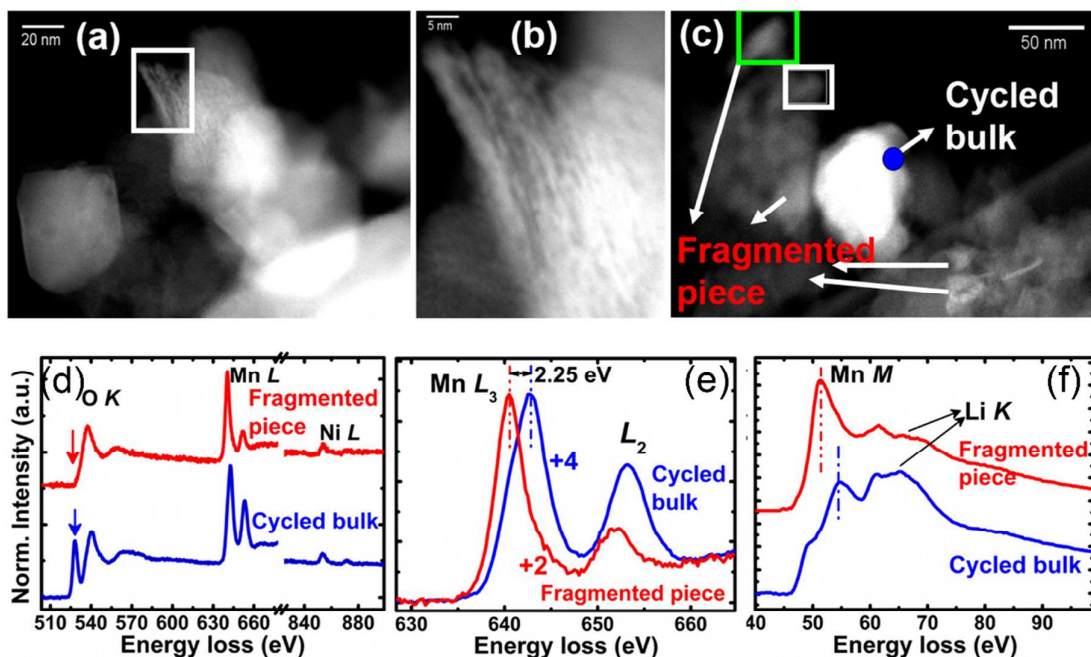 20 nm
(a)
5 nm
(b)
(c)
50 nm
Cycled
bulk
Fragmented
piece
(d)
O K
Mn L
Fragmented
piece
Ni L
Cycled bulk
Norm. Intensity (a.u.)
510 540 570 600 630 660 840 880
Energy loss (eV)
(e)
Mn L3
2.25 eV
L2
+4
Cycled
bulk
+2
Fragmented piece
630 640 650 660
Energy loss (eV)
(f)
Mn M
Li K
Fragmented
piece
Cycled bulk
40 50 60 70 80 90
Energy loss (eV)